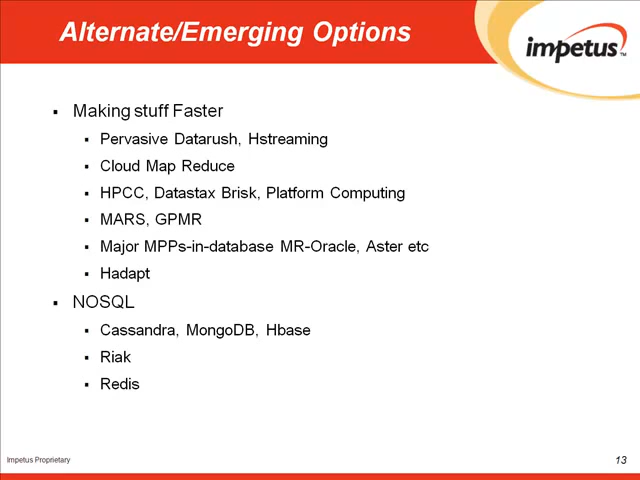 Alternate/Emerging Options
impetus™
Making stuff Faster
Pervasive Datarush, Hstreaming
Cloud Map Reduce
HPCC, Datastax Brisk, Platform Computing
MARS, GPMR
Major MPPs-in-database MR-Oracle, Aster etc
Hadapt
NOSQL
Cassandra, MongoDB, Hbase
Riak
Redis
Impetus Proprietary
13